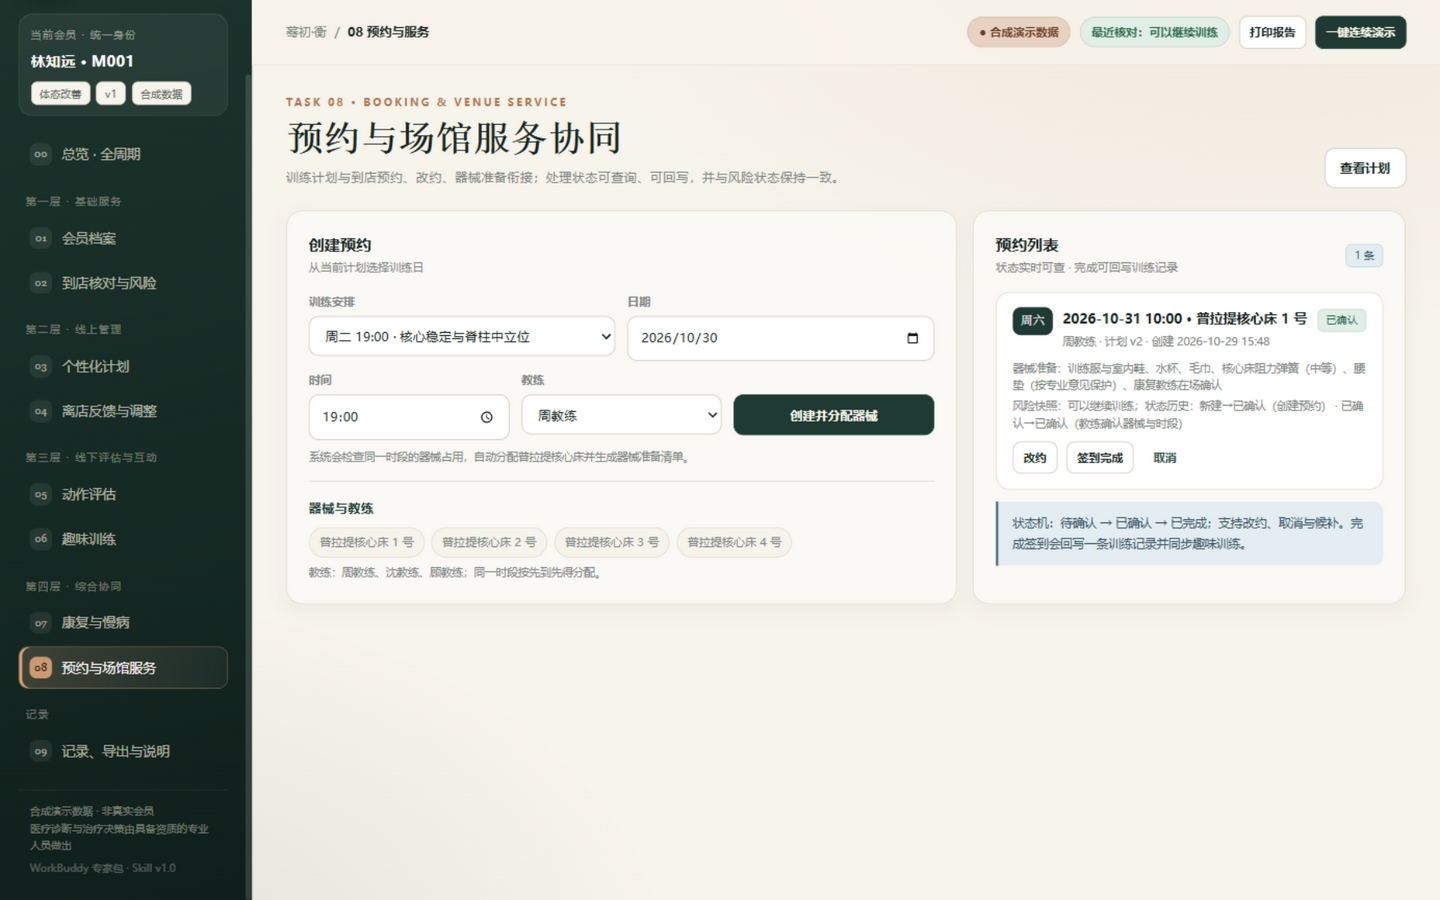 当前会员 · 统一身份
林知远 • M001
体态改善
v1
合成数据
00 总览 · 全周期
第一层 · 基础服务
01 会员档案
02 到店核对与风险
第二层 · 线上管理
03 个性化计划
04 离店反馈与调整
第三层 · 线下评估与互动
05 动作评估
06 趣味训练
第四层 · 综合协同
07 康复与慢病
08 预约与场馆服务
记录
09 记录、导出与说明
合成演示数据 · 非真实会员
医疗诊断与治疗决策由具备资质的专业
人员做出
WorkBuddy 专家包 · Skill v1.0
/ 08 预约与场馆服务
● 合成演示数据
最近核对：可以继续训练
打印报告
一键连续演示
TASK 08 • BOOKING & VENUE SERVICE
预约与场馆服务协同
训练计划与到店预约、改约、器械准备衔接；处理状态可查询、可回写，并与风险状态保持一致。
查看计划
创建预约
从当前计划选择训练日
训练安排
日期
周二 19:00 · 核心稳定与脊柱中立位
2026/10/30
时间
教练
19:00
周教练
创建并分配器械
系统会检查同一时段的器械占用，自动分配普拉提核心床并生成器械准备清单。
器械与教练
普拉提核心床 1 号
普拉提核心床 2 号
普拉提核心床 3 号
普拉提核心床 4 号
教练：周教练、沈教练、顾教练；同一时段按先到先得分配。
预约列表
状态实时可查 · 完成可回写训练记录
1 条
周六
2026-10-31 10:00 • 普拉提核心床 1 号
已确认
周教练 · 计划 v2 · 创建 2026-10-29 15:48
器械准备：训练服与室内鞋、水杯、毛巾、核心床阻力弹簧（中等）、腰
垫（按专业意见保护）、康复教练在场确认
风险快照：可以继续训练；状态历史：新建→已确认（创建预约） · 已确
认→已确认（教练确认器械与时段）
改约
签到完成
取消
状态机：待确认 → 已确认 → 已完成；支持改约、取消与候补。完
成签到会回写一条训练记录并同步趣味训练。